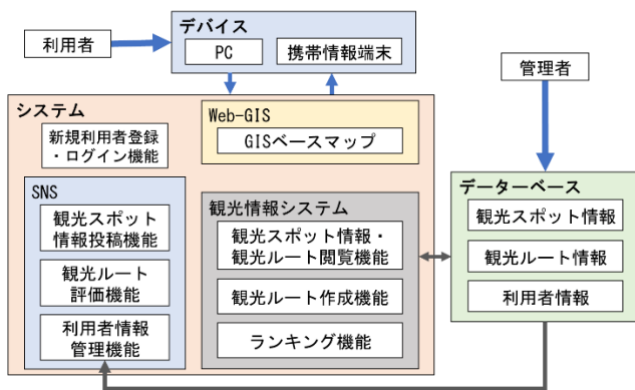 利用者
デバイス
PC
携帯情報端末
管理者
システム
新規利用者登録
・ログイン機能
Web-GIS
GISベースマップ
SNS
観光スポット
情報投稿機能
観光ルート
評価機能
利用者情報
管理機能
観光情報システム
観光スポット情報・
観光ルート閲覧機能
観光ルート作成機能
ランキング機能
データーベース
観光スポット情報
観光ルート情報
利用者情報